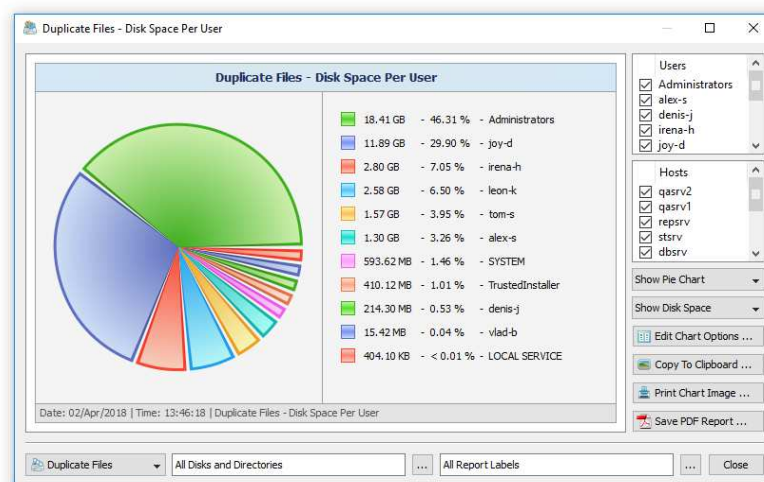 Duplicate Files - Disk Space Per User
Duplicate Files - Disk Space Per User
18.41 GB - 46.31 % - Administrators
11.89 GB - 29.90 % - joy-d
2.80 GB - 7.05 % - irena-h
2.58 GB - 6.50 % - leon-k
1.57 GB - 3.95 % - tom-s
1.30 GB - 3.26 % - alex-s
593.62 MB - 1.46 % - SYSTEM
410.12 MB - 1.01 % - TrustedInstaller
214.30 MB - 0.53 % - denis-j
15.42 MB - 0.04 % - vlad-b
404.10 KB - < 0.01 % - LOCAL SERVICE
Date: 02/Apr/2018 | Time: 13:46:18 | Duplicate Files - Disk Space Per User
Users
Administrators
alex-s
denis-j
irena-h
joy-d
Hosts
qasrv2
qasrv1
repsrv
stsrv
dbsrv
Show Pie Chart
Show Disk Space
Edit Chart Options ...
Copy To Clipboard ...
Print Chart Image ...
Save PDF Report ...
Duplicate Files
All Disks and Directories
...
All Report Labels
...
Close